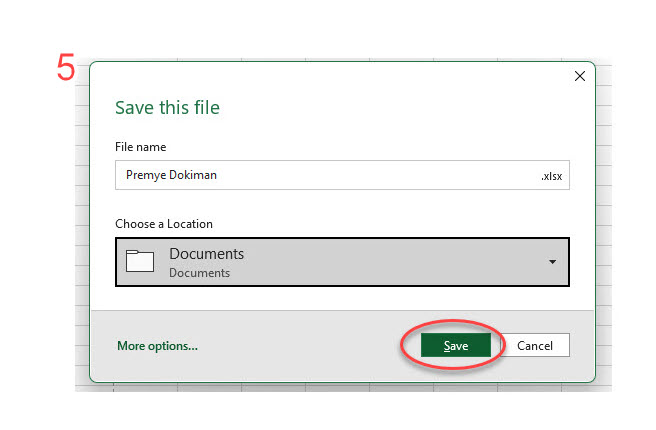 5
Save this file
File name
Premye Dokiman .xlsx
Choose a Location
Documents
Documents
More options... Save Cancel